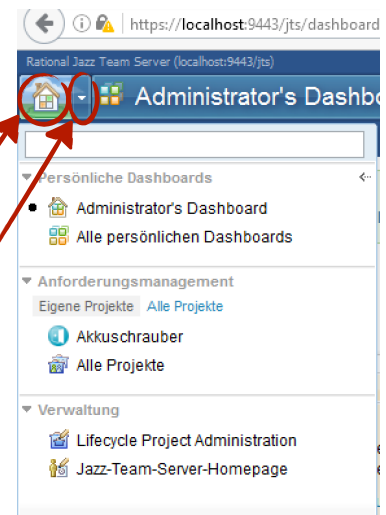 https://localhost:9443/jts/dashboard
Rational Jazz Team Server (localhost:9443/jts)
Administrator's Dashbo
Persönliche Dashboards
Administrator's Dashboard
Alle persönlichen Dashboards
Anforderungsmanagement
Eigene Projekte Alle Projekte
Akkuschrauber
Alle Projekte
Verwaltung
Lifecycle Project Administration
Jazz-Team-Server-Homepage